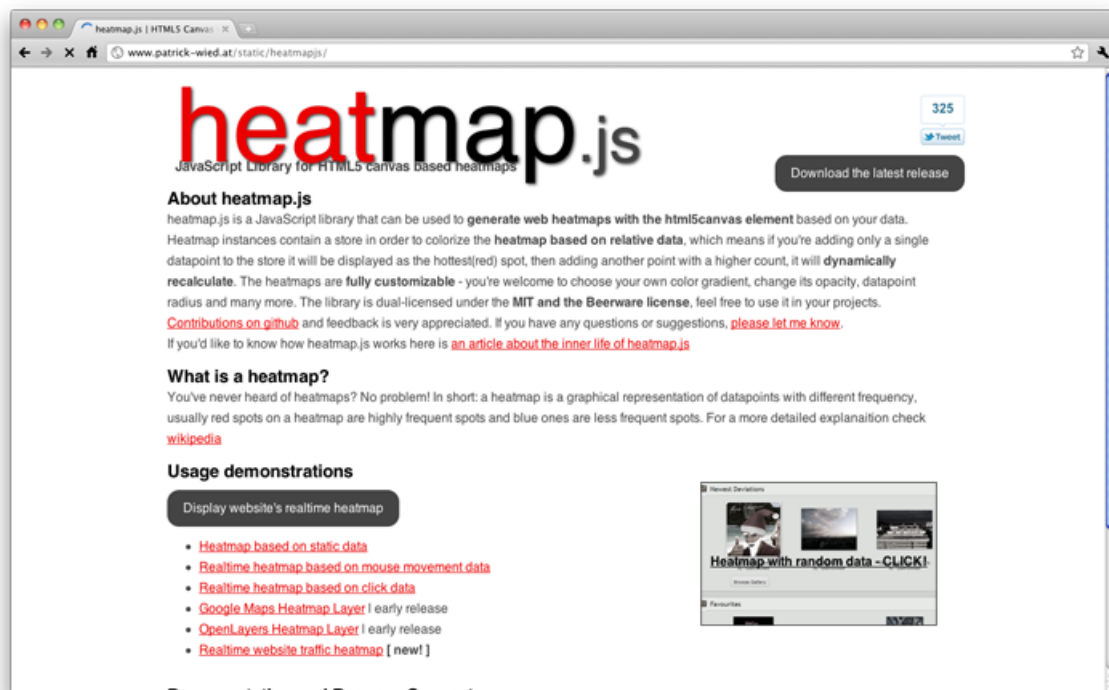 heatmap.js | HTML5 Canvas
www.patrick-wied.at/static/heatmapjs/
heatmap.js
JavaScript Library for HTML5 canvas based heatmaps
325
Tweet
Download the latest release
About heatmap.js
heatmap.js is a JavaScript library that can be used to generate web heatmaps with the html5canvas element based on your data.
Heatmap instances contain a store in order to colorize the heatmap based on relative data, which means if you're adding only a single
datapoint to the store it will be displayed as the hottest(red) spot, then adding another point with a higher count, it will dynamically
recalculate. The heatmaps are fully customizable - you're welcome to choose your own color gradient, change its opacity, datapoint
radius and many more. The library is dual-licensed under the MIT and the Beerware license, feel free to use it in your projects.
Contributions on github and feedback is very appreciated. If you have any questions or suggestions, please let me know.
If you'd like to know how heatmap.js works here is an article about the inner life of heatmap.js
What is a heatmap?
You've never heard of heatmaps? No problem! In short: a heatmap is a graphical representation of datapoints with different frequency,
usually red spots on a heatmap are highly frequent spots and blue ones are less frequent spots. For a more detailed explanaition check
wikipedia
Usage demonstrations
Display website's realtime heatmap
Heatmap based on static data
Realtime heatmap based on mouse movement data
Realtime heatmap based on click data
Google Maps Heatmap Layer | early release
OpenLayers Heatmap Layer | early release
Realtime website traffic heatmap [ new! ]
Newest Deviations
Heatmap with random data - CLICK!
Browse Gallery
Favourites